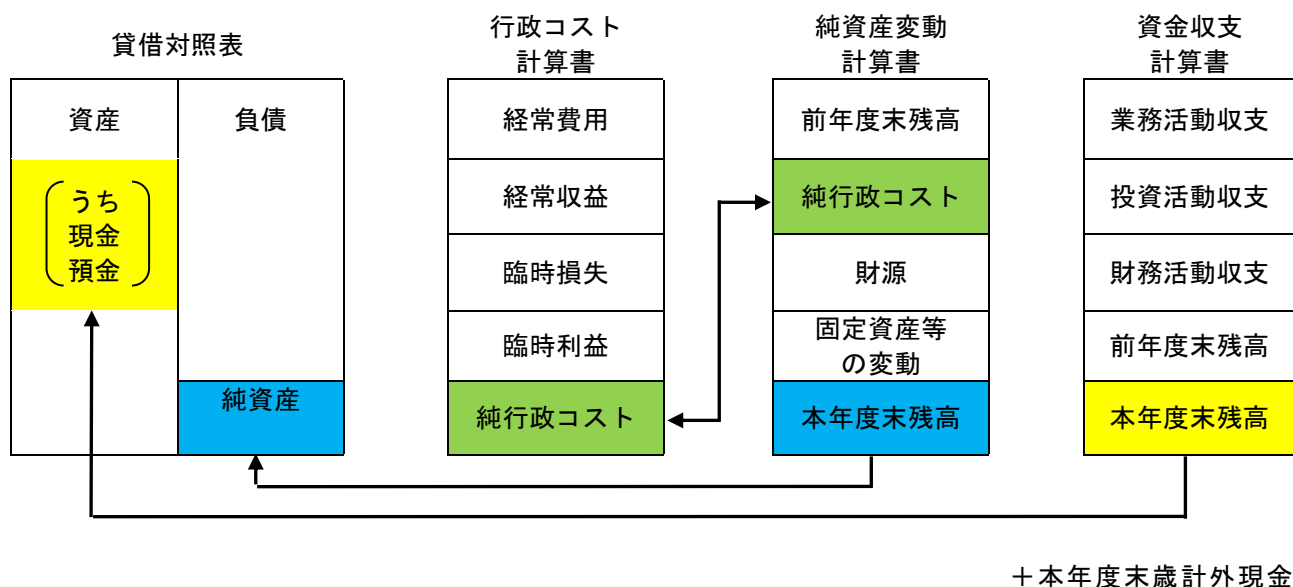 貸借対照表
資産
負債
うち
現金
預金
純資産
行政コスト
計算書
経常費用
経常収益
臨時損失
臨時利益
純行政コスト
純資産変動
計算書
前年度末残高
純行政コスト
財源
固定資産等
の変動
本年度末残高
資金収支
計算書
業務活動収支
投資活動収支
財務活動収支
前年度末残高
本年度末残高
＋本年度末歳計外現金